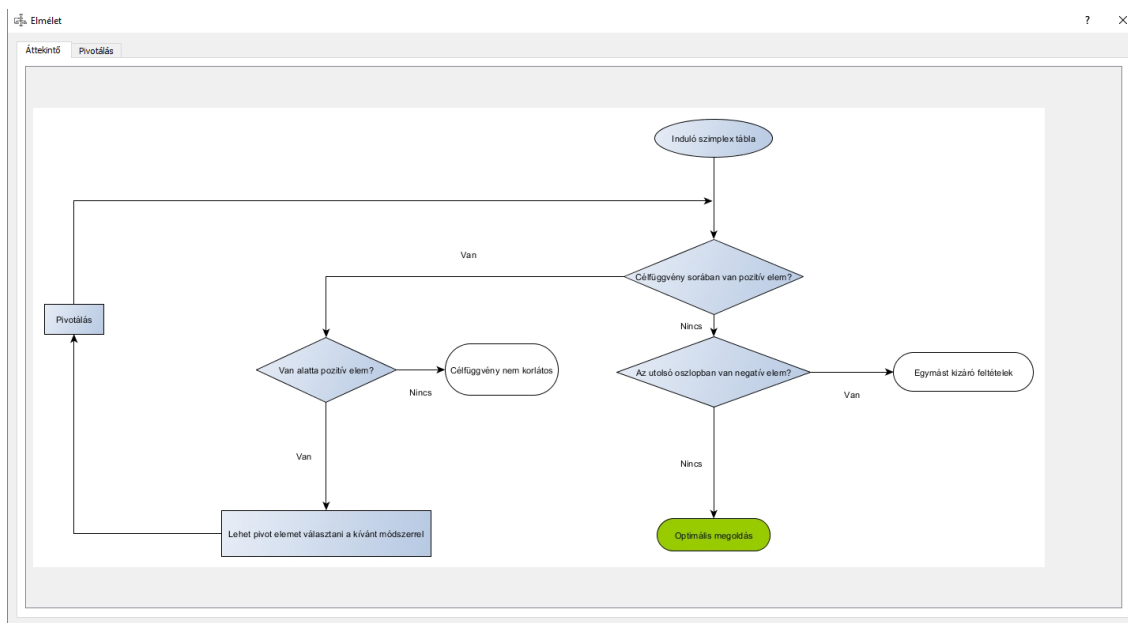 Elmélet
?
Áttekintő
Pivotálás
Induló szimplex tábla
Van
Célfüggvény sorában van pozitív elem?
Pivotálás
Nincs
Van alatta pozitív elem?
Célfüggvény nem korlátos
Az utolsó oszlopban van negatív elem?
Egymást kizáró feltételek
Nincs
Van
Van
Nincs
Lehet pivot elemet választani a kívánt módszerrel
Optimális megoldás